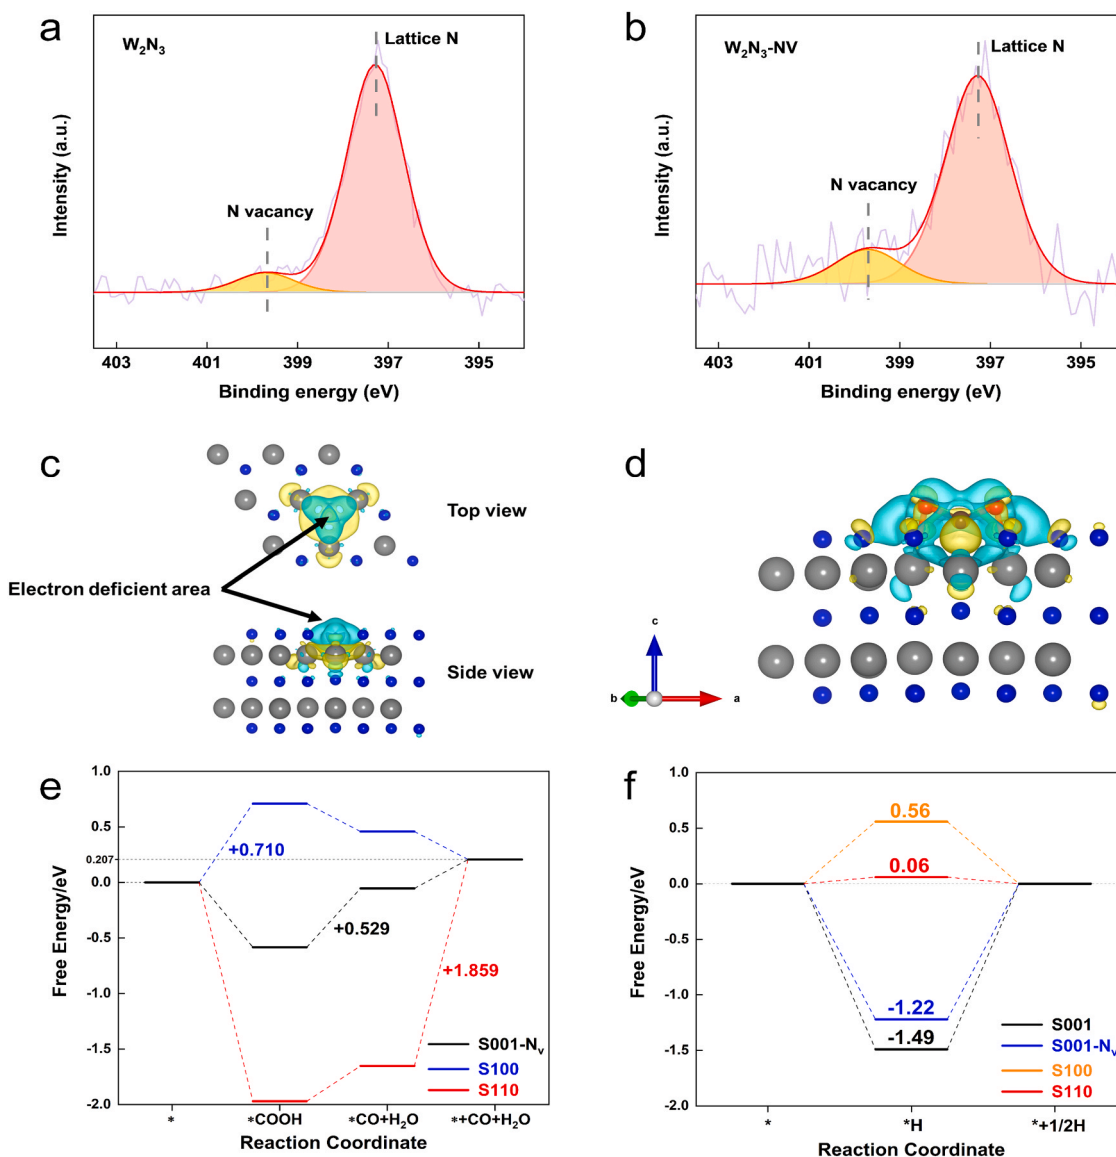 a
W₂N₃
Lattice N
N vacancy
Intensity (a.u.)
403 401 399 397 395
Binding energy (eV)
b
W₂N₃-NV
Lattice N
N vacancy
Intensity (a.u.)
403 401 399 397 395
Binding energy (eV)
c
Top view
Electron deficient area
Side view
d
c
b
a
e
1.0
0.5
0.207
0.0
-0.5
-1.0
-1.5
-2.0
Free Energy/eV
+0.710
+0.529
+1.859
S001-Nᵥ
S100
S110
* *COOH *CO+H₂O *+CO+H₂O
Reaction Coordinate
f
1.0
0.5
0.0
-0.5
-1.0
-1.5
-2.0
Free Energy/eV
0.56
0.06
-1.22
-1.49
S001
S001-Nᵥ
S100
S110
* *H *+1/2H
Reaction Coordinate